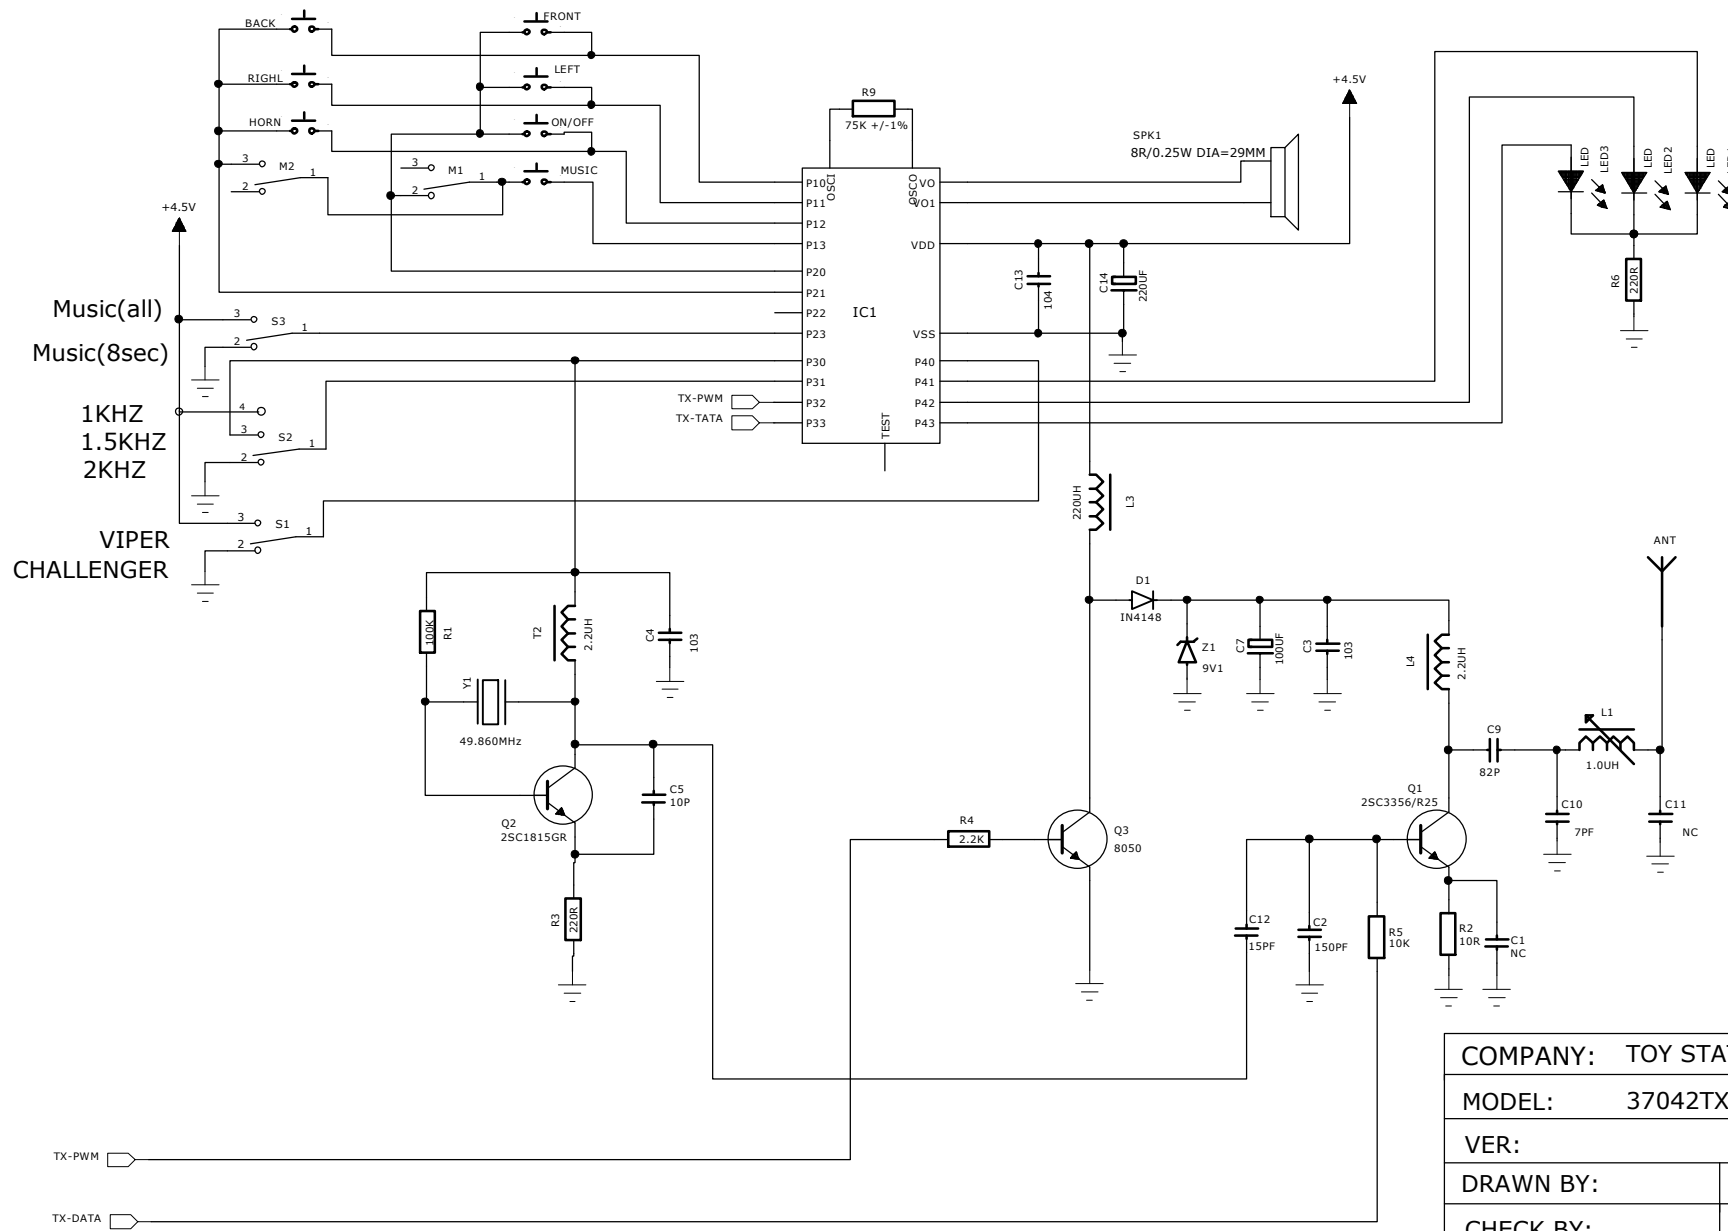 BACK
FRONT
RIGHL
LEFT
HORN
ON/OFF
3 M2 1
2
3 M1 1
2
MUSIC
+4.5V
R9
75K +/-1%
OSCI
OSCO
P10
P11
P12
P13
P20
P21
P22
P23
P30
P31
P32
P33
IC1
TEST
VO
VO1
VDD
VSS
P40
P41
P42
P43
SPK1
8R/0.25W DIA=29MM
+4.5V
LED
LED3
LED
LED2
LED
R6
220R
C13
104
C14
220UF
Music(all)
Music(8sec)
3 S3 1
2
1KHZ
1.5KHZ
2KHZ
4
3 S2 1
2
TX-PWM
TX-TATA
VIPER
CHALLENGER
3 S1 1
2
220UH
L3
ANT
100K
R1
T2
2.2UH
C4
103
Y1
49.860MHz
Q2
2SC1815GR
C5
10P
R3
220R
D1
IN4148
Z1
9V1
C7
100UF
C3
103
L4
2.2UH
L1
1.0UH
C9
82P
C10
7PF
C11
NC
Q1
2SC3356/R25
R4
2.2K
Q3
8050
C12
15PF
C2
150PF
R5
10K
R2
10R
C1
NC
TX-PWM
TX-DATA
COMPANY: TOY STA
MODEL: 37042TX
VER:
DRAWN BY:
CHECK BY: